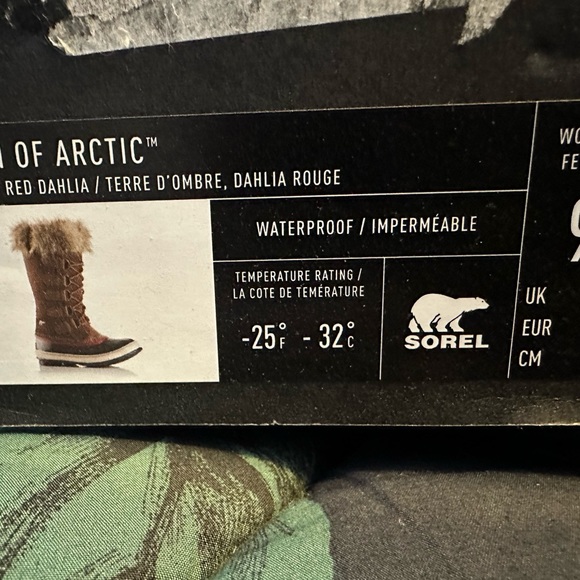 OF ARCTIC™
RED DAHLIA / TERRE D'OMBRE, DAHLIA ROUGE
WATERPROOF / IMPERMÉABLE
TEMPERATURE RATING /
LA COTE DE TEMÉRATURE
-25°F - 32°C
SOREL
WO
FE
9
UK
EUR
CM